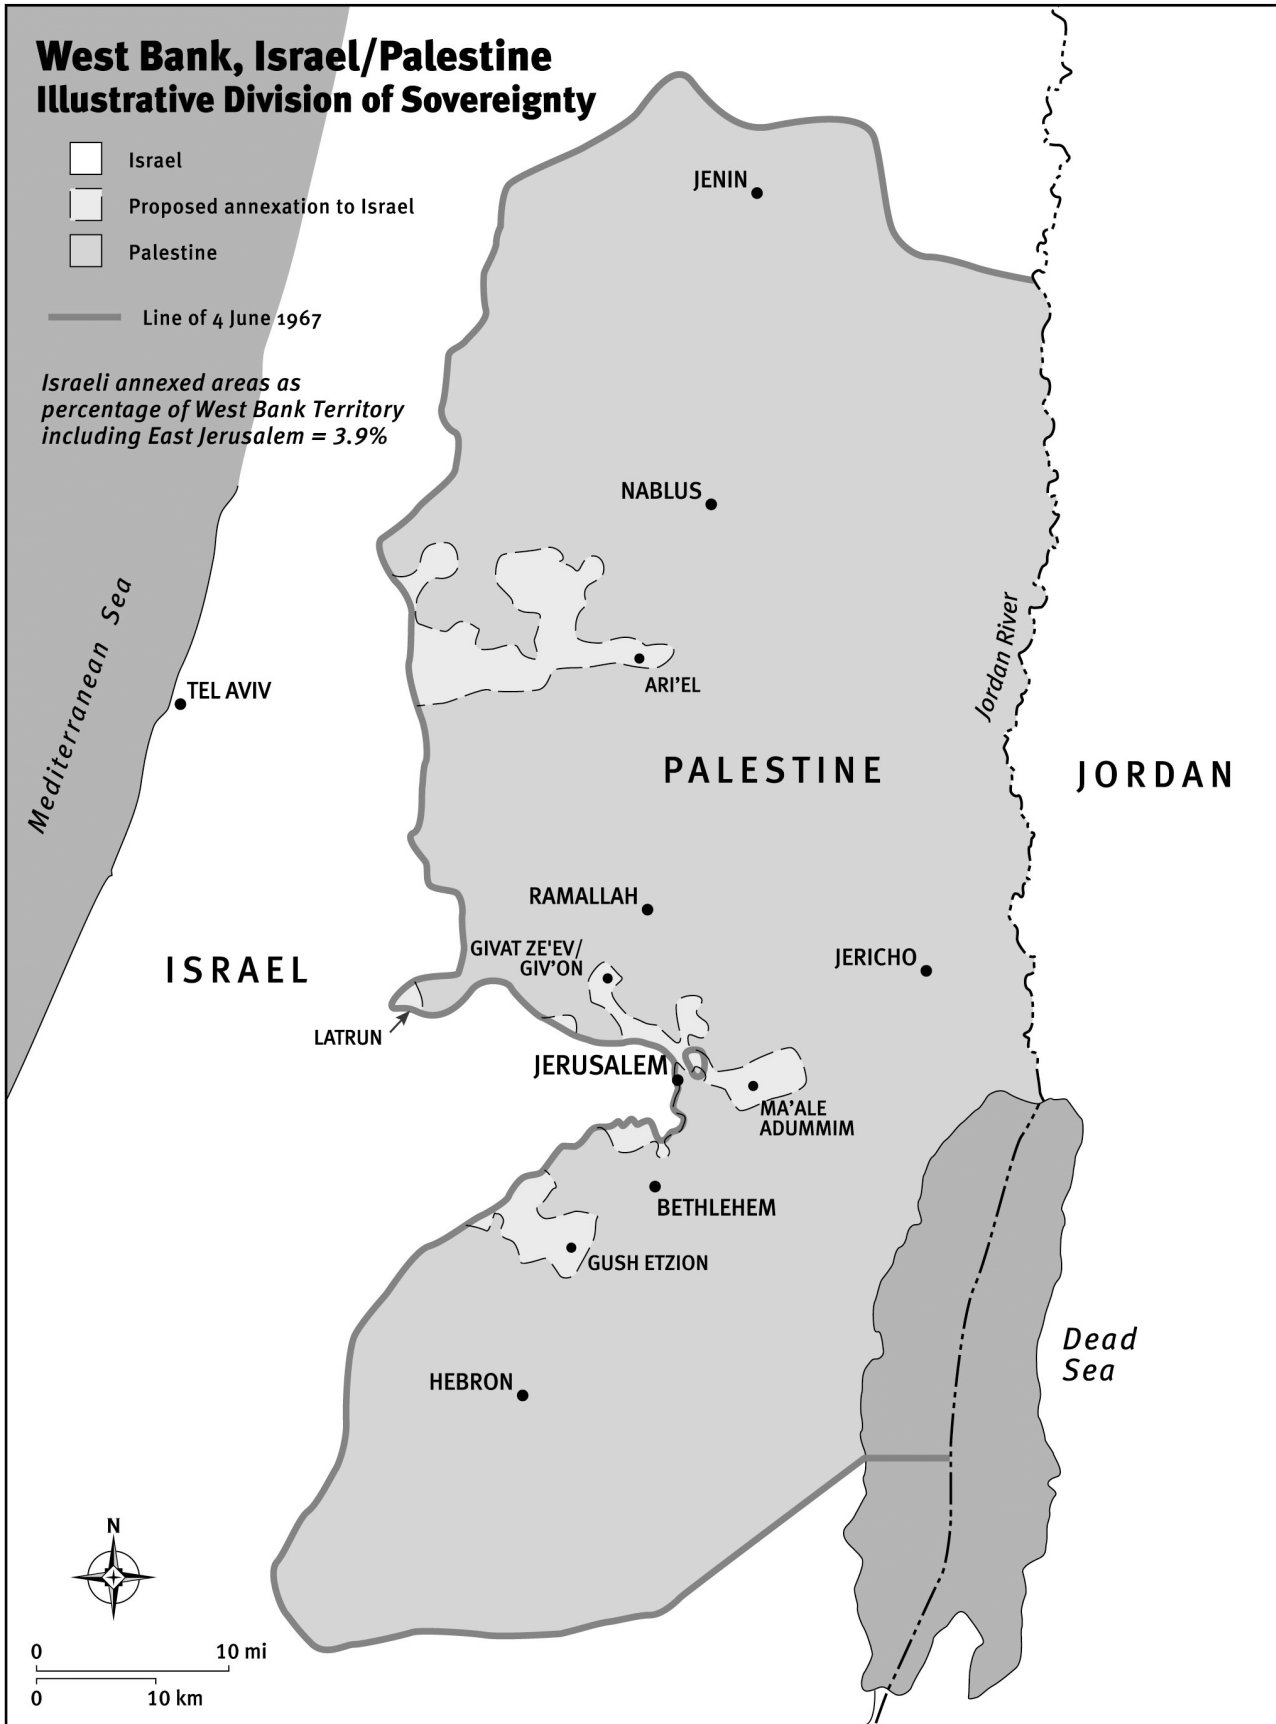 West Bank, Israel/Palestine
Illustrative Division of Sovereignty
Israel
Proposed annexation to Israel
Palestine
Line of 4 June 1967
Israeli annexed areas as
percentage of West Bank Territory
including East Jerusalem = 3.9%
JENIN
NABLUS
Mediterranean Sea
TEL AVIV
ARI’EL
Jordan River
PALESTINE
JORDAN
RAMALLAH
GIVAT ZE'EV/
GIV’ON
JERICHO
ISRAEL
LATRUN
JERUSALEM
MA’ALE
ADUMMIM
BETHLEHEM
GUSH ETZION
Dead
Sea
HEBRON
N
0 10 mi
0 10 km